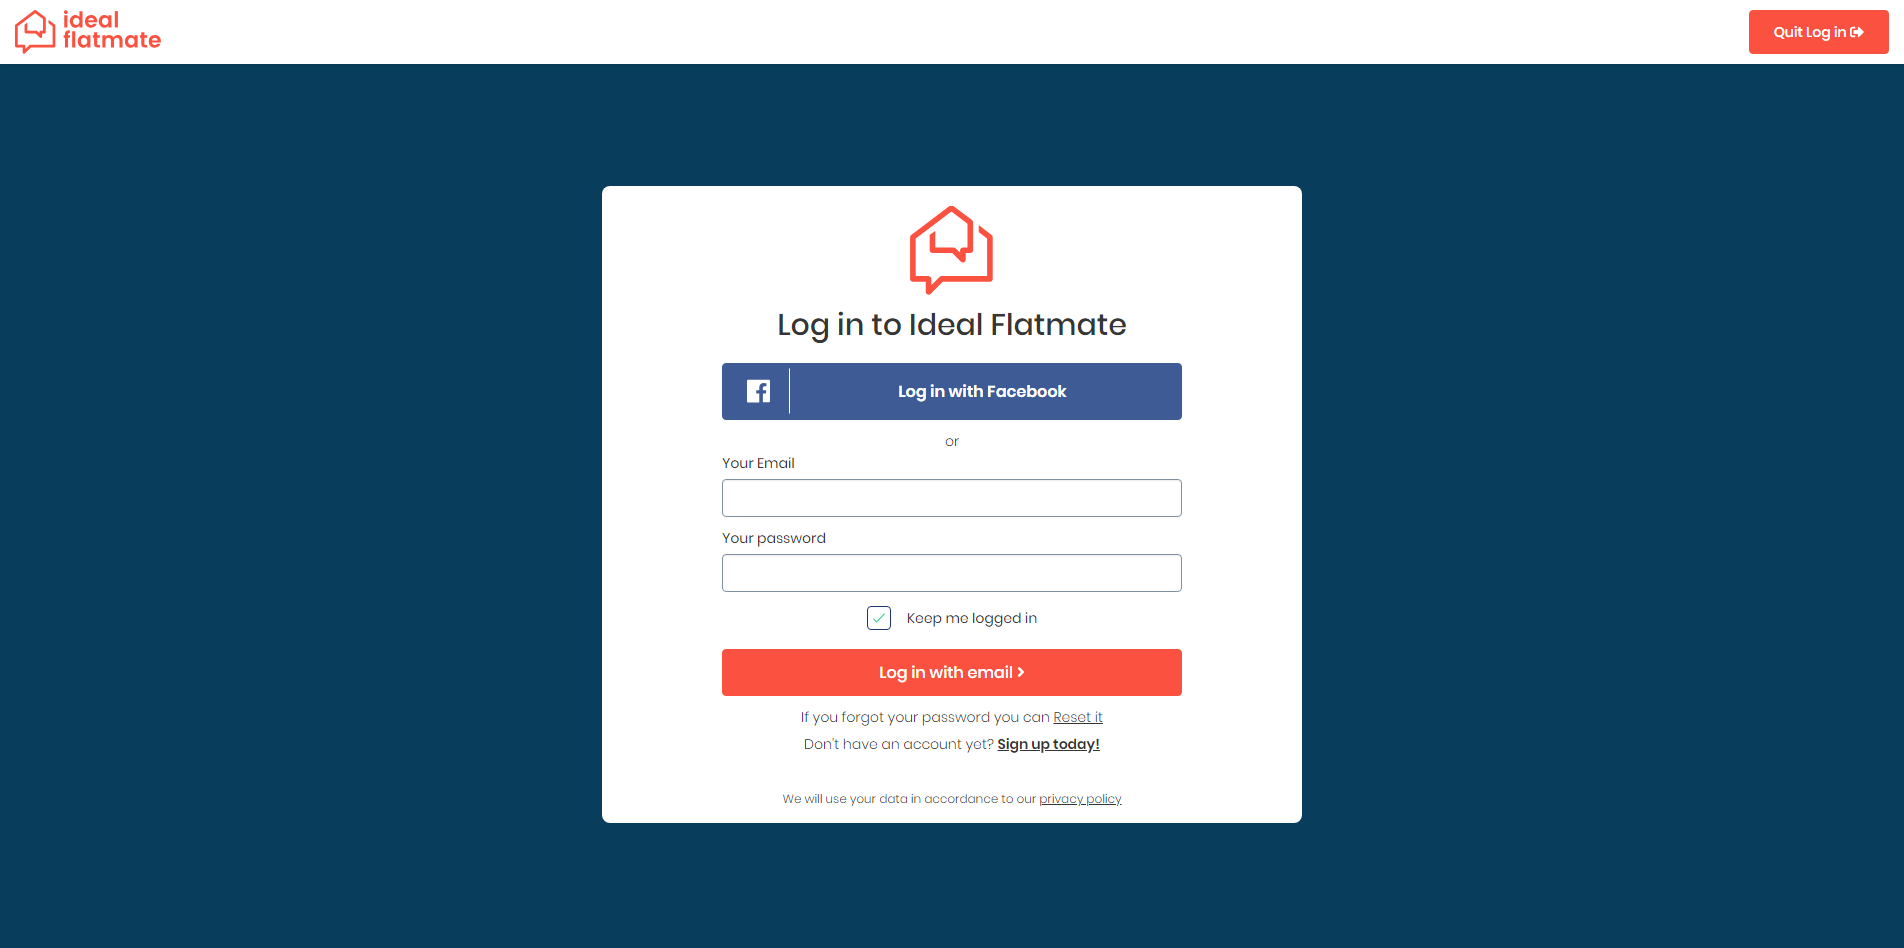 ideal
flatmate
Quit Log in
Log in to Ideal Flatmate
Log in with Facebook
or
Your Email
Your password
Keep me logged in
Log in with email
If you forgot your password you can Reset it
Don't have an account yet? Sign up today!
We will use your data in accordance to our privacy policy